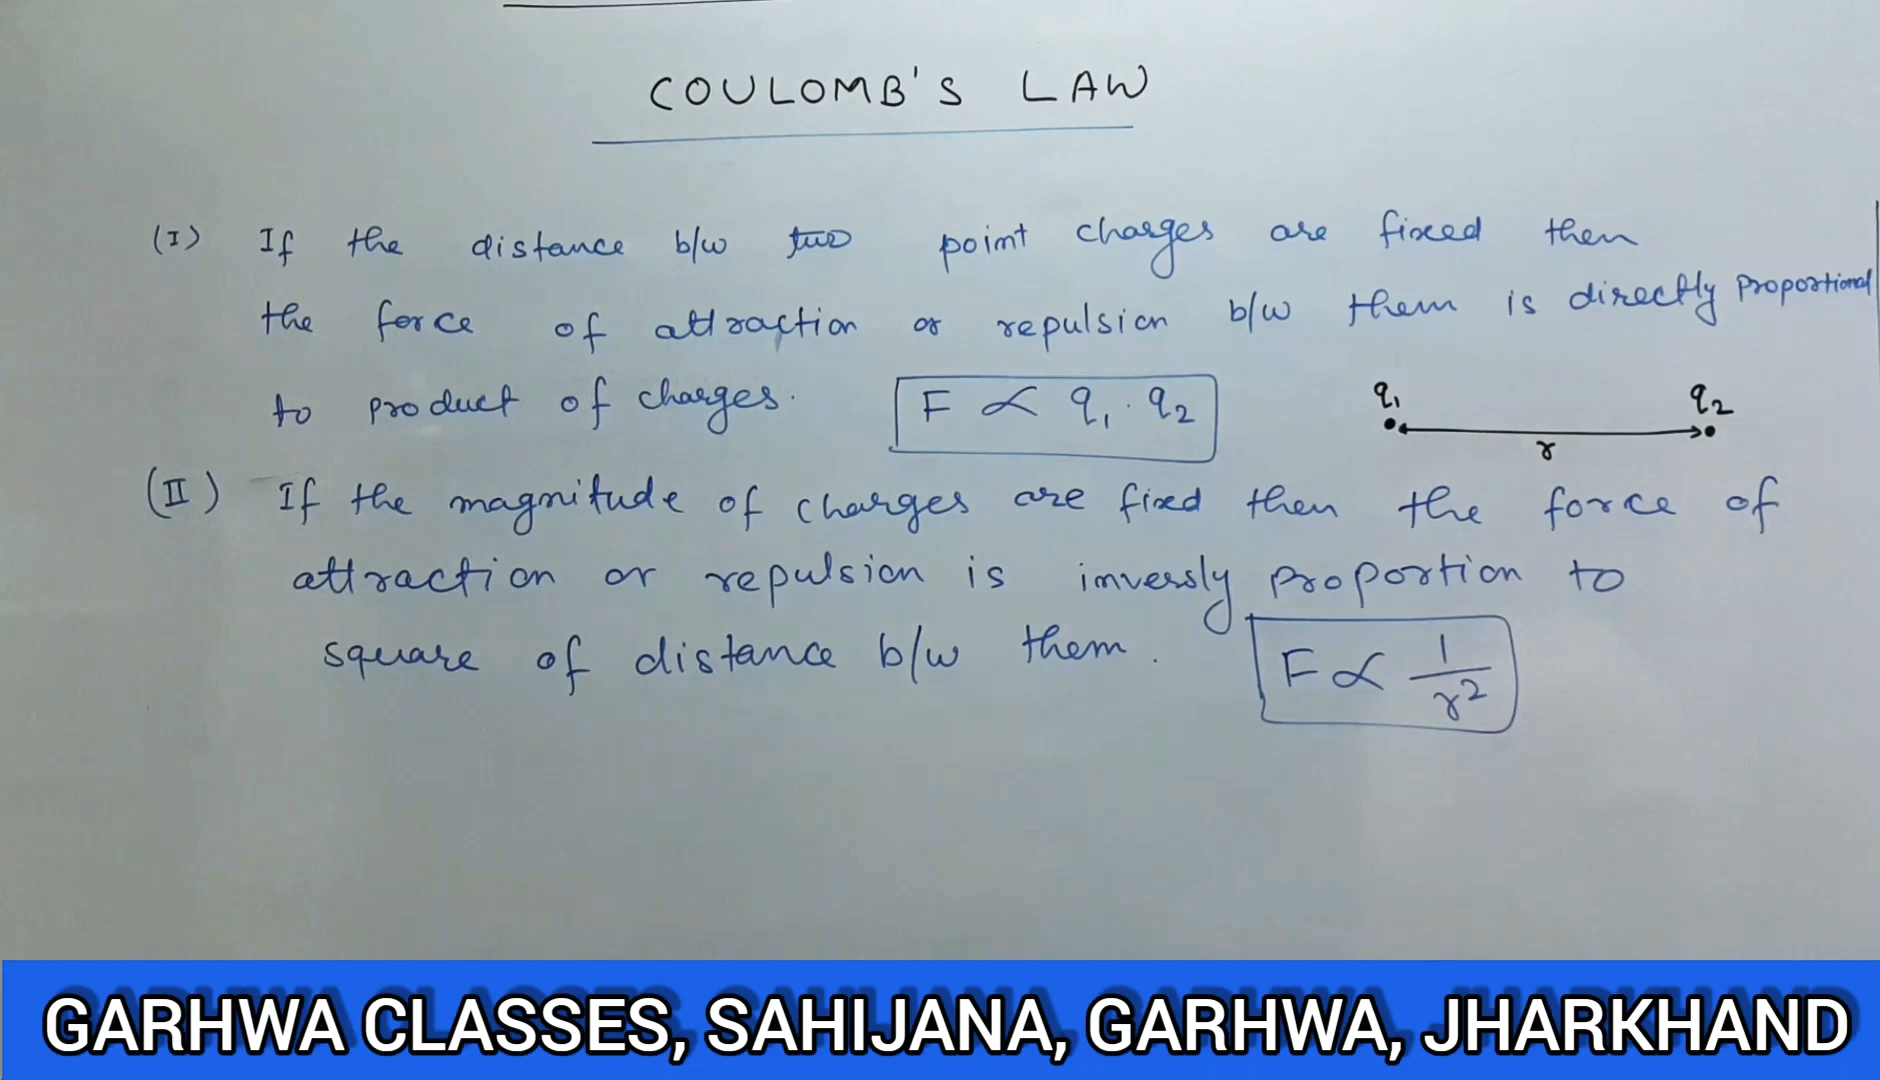 COULOMB'S LAW
(I) If the distance b/w two point charges are fixed then
the force of attraction or repulsion b/w them is directly proportional
to product of charges. F ∝ q₁ · q₂
q₁ q₂
r
(II) If the magnitude of charges are fixed then the force of
attraction or repulsion is inversly proportion to
square of distance b/w them. F ∝ 1/r²
GARHWA CLASSES, SAHIJANA, GARHWA, JHARKHAND